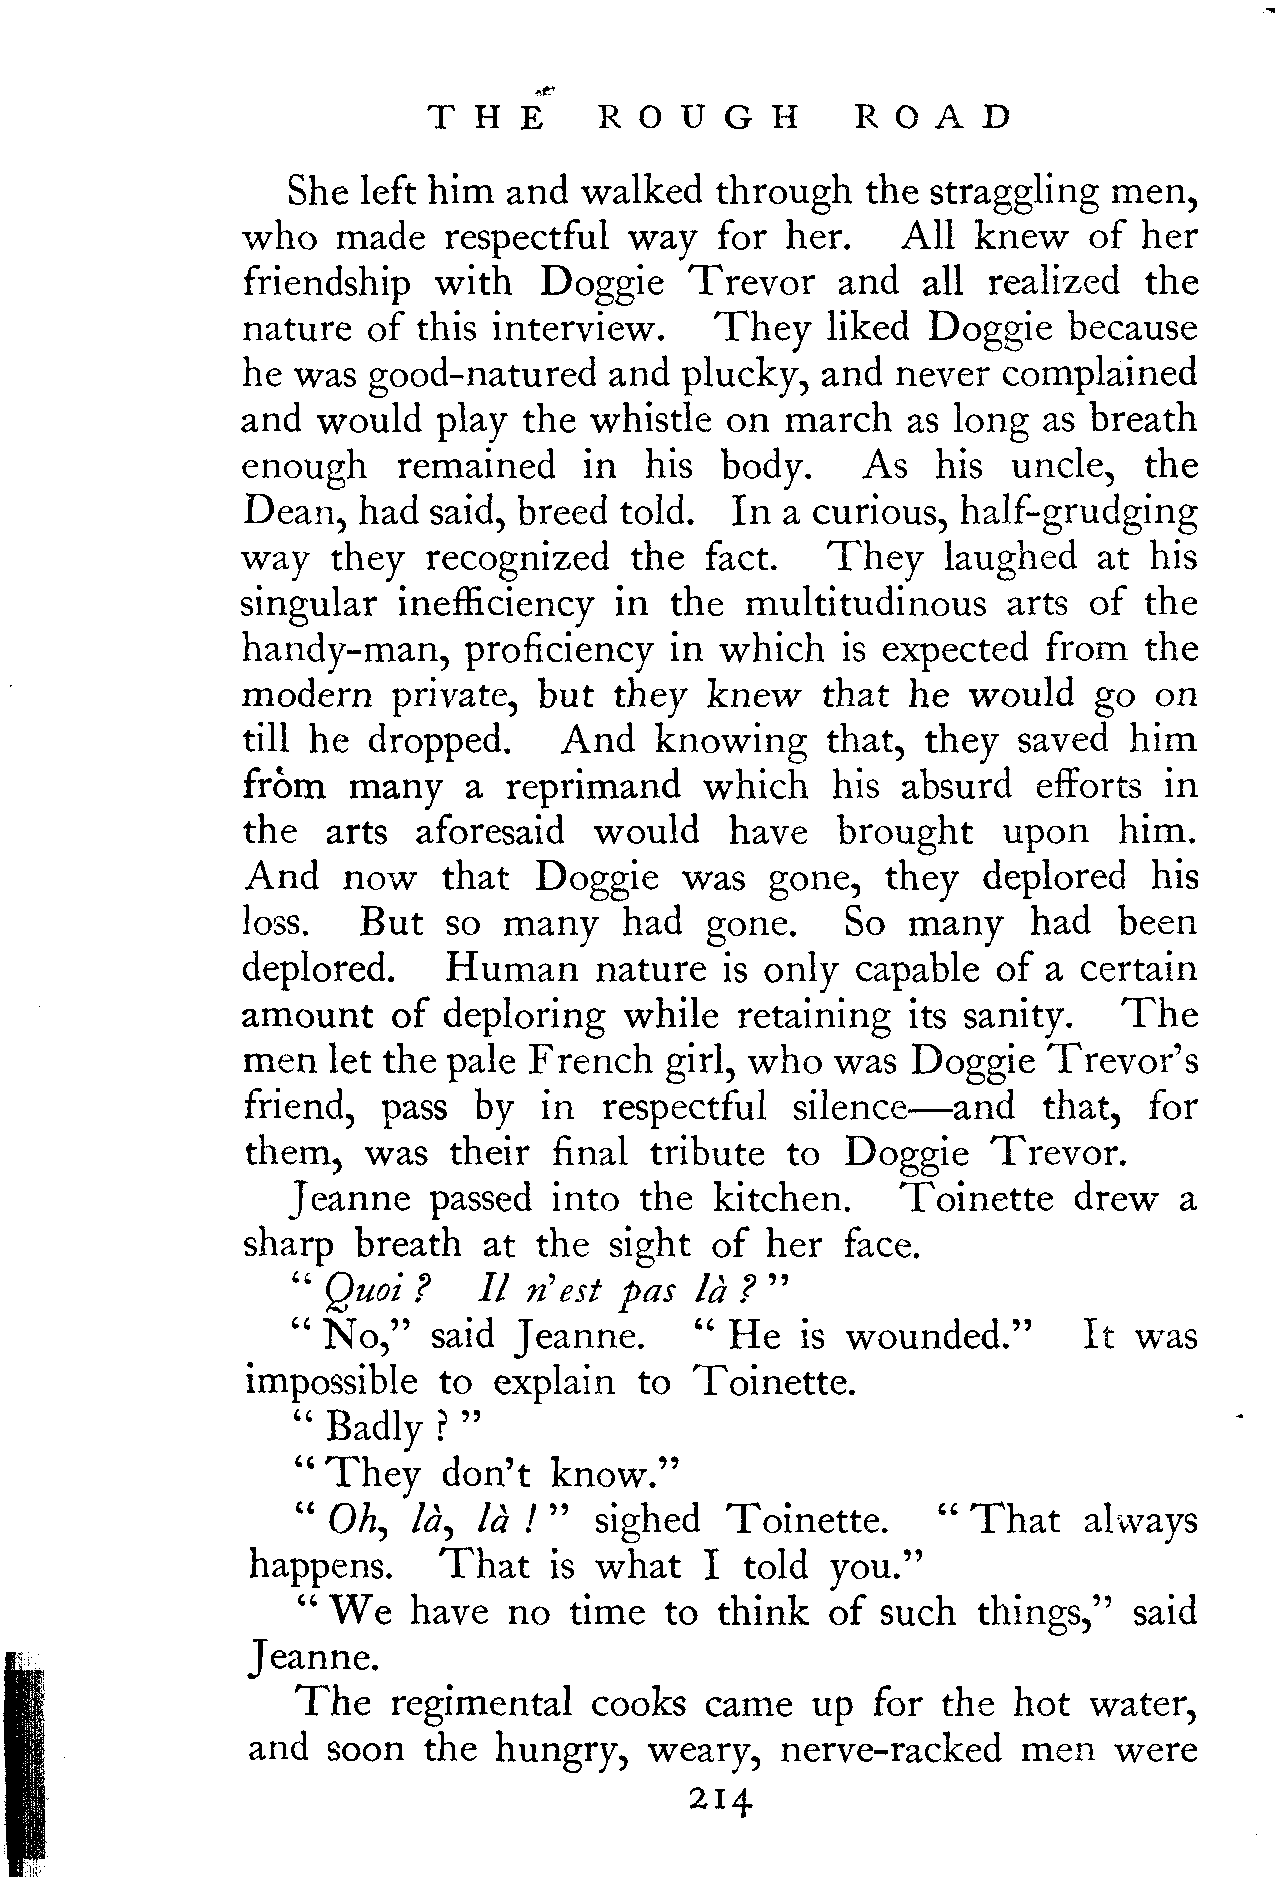 THE ROUGH ROAD
She left him and walked through the straggling men,
who made respectful way for her. All knew of her
friendship with Doggie Trevor and all realized the
nature of this interview. They liked Doggie because
he was good-natured and plucky, and never complained
and would play the whistle on march as long as breath
enough remained in his body. As his uncle, the
Dean, had said, breed told. In a curious, half-grudging
way they recognized the fact. They laughed at his
singular inefficiency in the multitudinous arts of the
handy-man, proficiency in which is expected from the
modern private, but they knew that he would go on
till he dropped. And knowing that, they saved him
from many a reprimand which his absurd efforts in
the arts aforesaid would have brought upon him.
And now that Doggie was gone, they deplored his
loss. But so many had gone. So many had been
deplored. Human nature is only capable of a certain
amount of deploring while retaining its sanity. The
men let the pale French girl, who was Doggie Trevor's
friend, pass by in respectful silence—and that, for
them, was their final tribute to Doggie Trevor.
Jeanne passed into the kitchen. Toinette drew a
sharp breath at the sight of her face.
“ Quoi ? Il n'est pas là ? ”
“ No,” said Jeanne. “ He is wounded.” It was
impossible to explain to Toinette.
“ Badly ? ”
“ They don't know.”
“ Oh, là, là ! ” sighed Toinette. “ That always
happens. That is what I told you.”
“ We have no time to think of such things,” said
Jeanne.
The regimental cooks came up for the hot water,
and soon the hungry, weary, nerve-racked men were
214